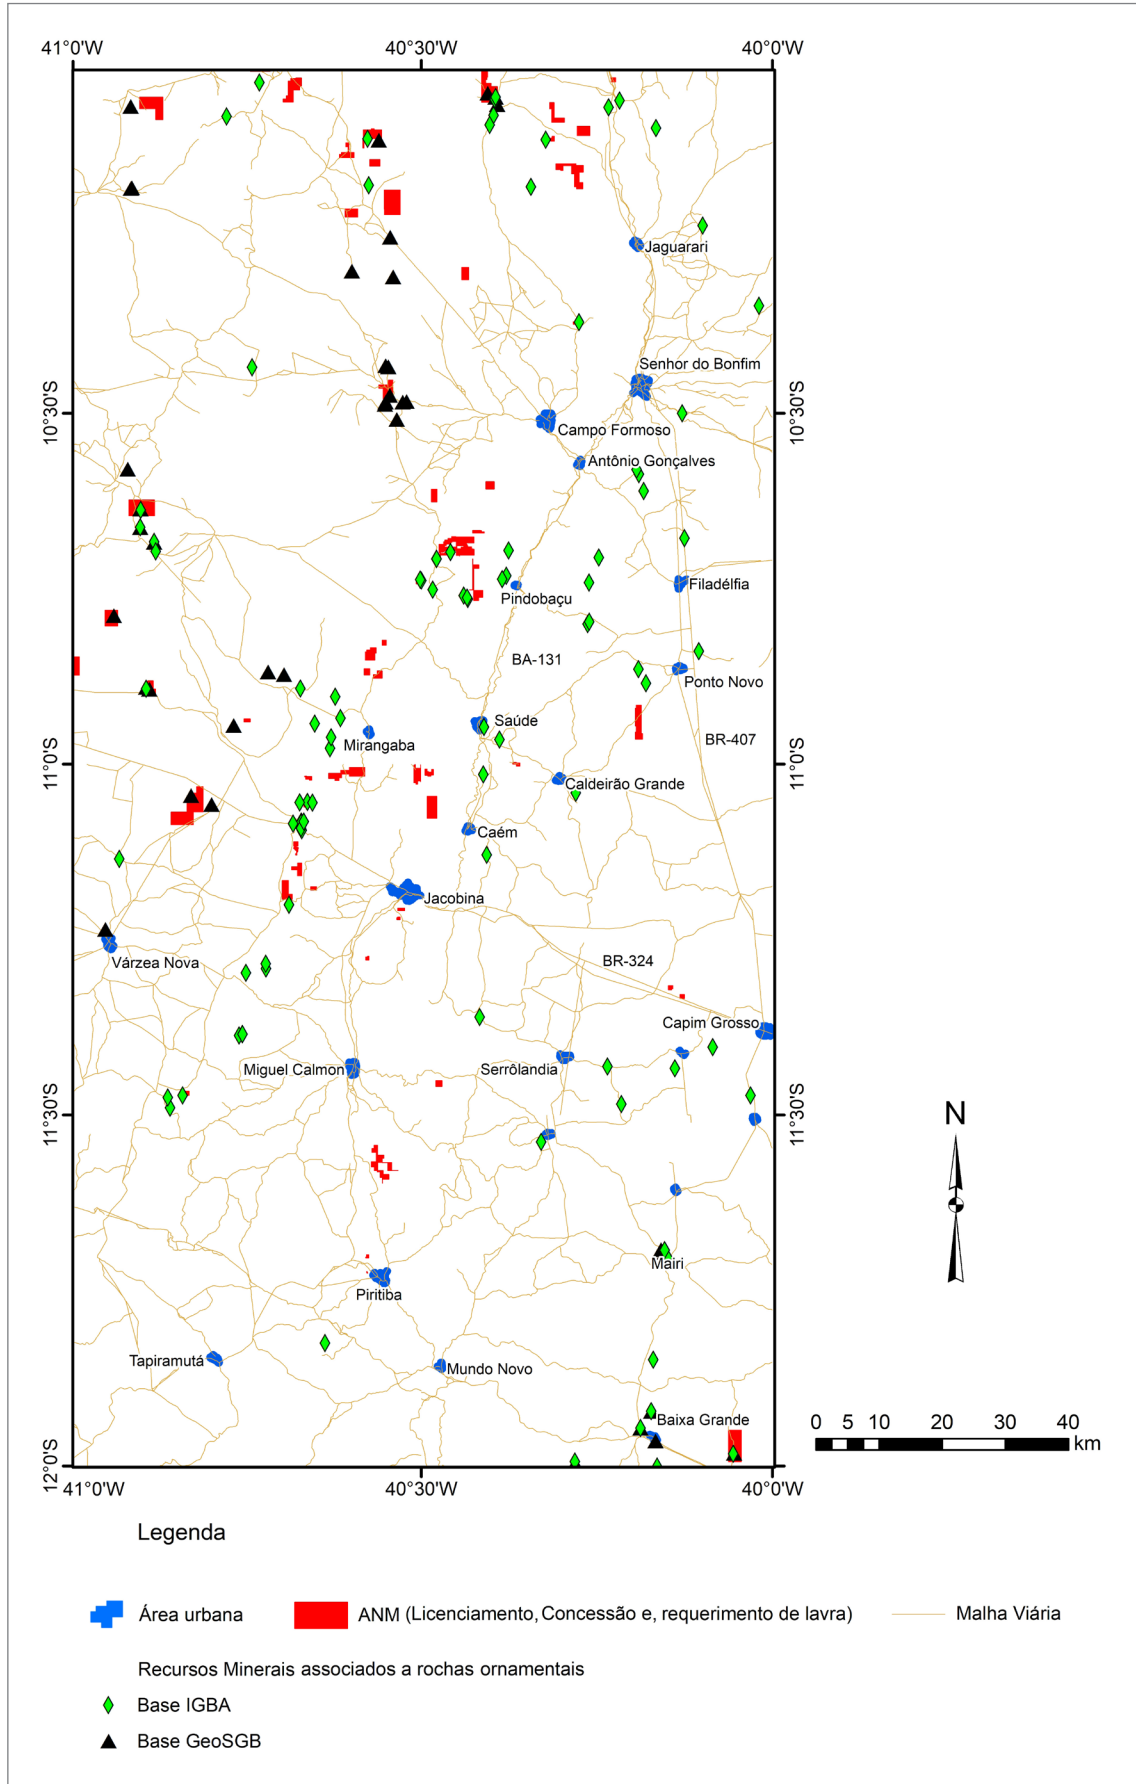 41°0'W 40°30'W 40°0'W
Jaguarari
Senhor do Bonfim
10°30'S 10°30'S
Campo Formoso
Antônio Gonçalves
Filadélfia
Pindobaçu
BA-131
Ponto Novo
Saúde
BR-407
Mirangaba
11°0'S 11°0'S
Caldeirão Grande
Caém
Jacobina
Várzea Nova
BR-324
Capim Grosso
Miguel Calmon
Serrôlandia
11°30'S 11°30'S
N
Mairi
Piritiba
Tapiramutá
Mundo Novo
Baixa Grande
0 5 10 20 30 40
km
12°0'S 12°0'S
41°0'W 40°30'W 40°0'W
Legenda
Área urbana
ANM (Licenciamento, Concessão e, requerimento de lavra)
Malha Viária
Recursos Minerais associados a rochas ornamentais
Base IGBA
Base GeoSGB